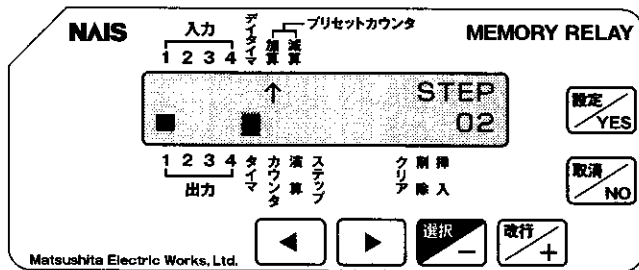 NAIS
入力
デイタイマ
加算
減算
プリセットカウンタ
MEMORY RELAY
1 2 3 4
↑ STEP
02
設定/YES
1 2 3 4
出力
タイマ
カウンタ
演算
ステップ
クリア
削除
挿入
取消/NO
◀ ▶ 選択/− 改行/+
Matsushita Electric Works, Ltd.